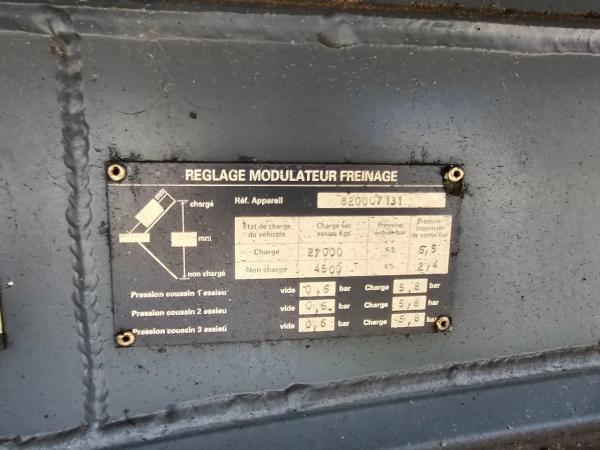 REGLAGE MODULATEUR FREINAGE
chargé
mm
non chargé
Réf. Appareil 820007131
Etat de charge du vehicule
Charge sur essieu Kgs
Pression entrée bar
Pression nominale de sortie bar
Chargé 27000 6,5
Non chargé 4500 2,4
Pression coussin 1 essieu vide 0,6 bar Charge 5,8 bar
Pression coussin 2 essieu vide 0,6 bar Charge 5,8 bar
Pression coussin 3 essieu vide 0,6 bar Charge 5,8 bar